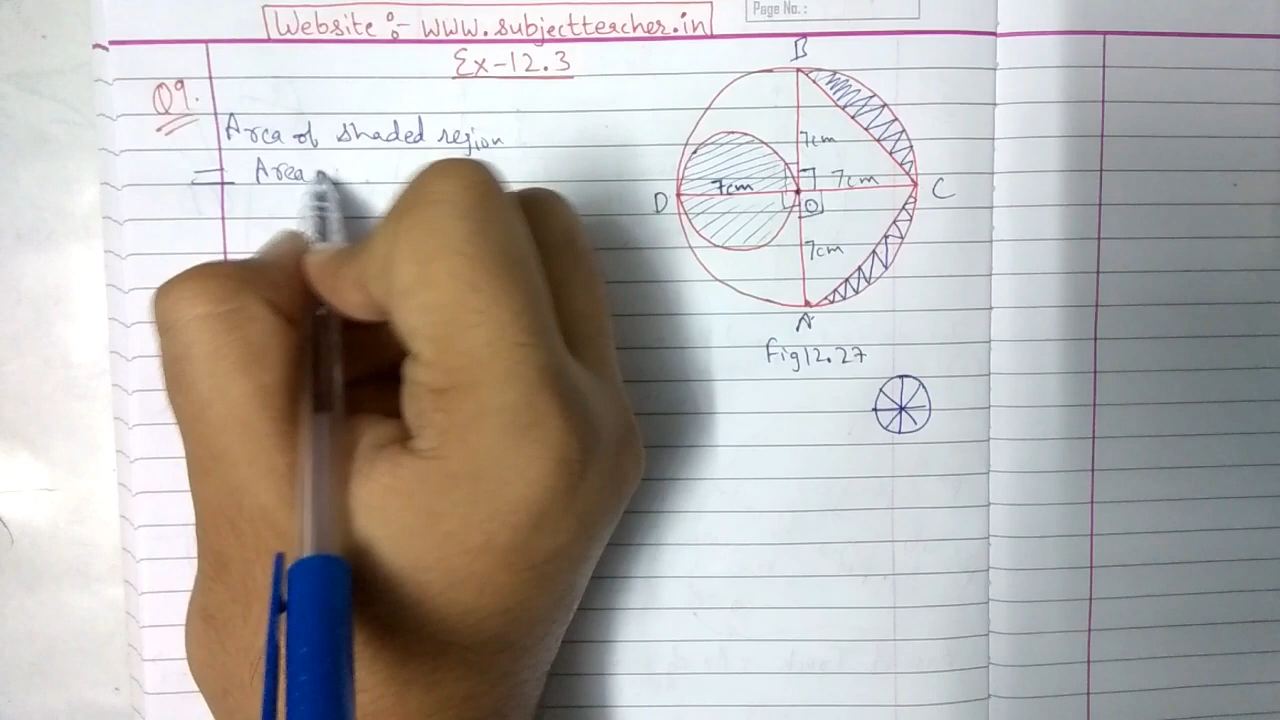 Page No. :
Website :- www.subjectteacher.in
Ex-12.3
Q9.
Area of shaded region
= Area
B
7cm
7cm
7cm
D
O
C
7cm
A
Fig 12.27